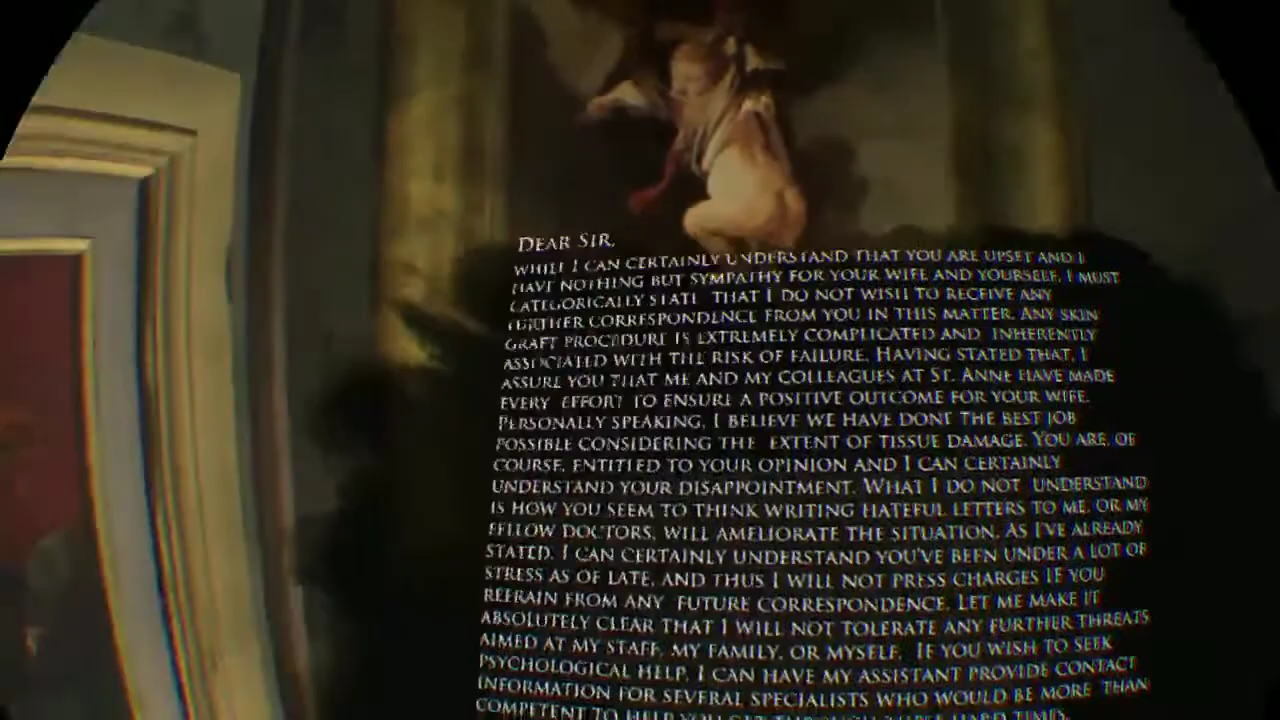 Dear Sir,
While I can certainly understand that you are upset and I
have nothing but sympathy for your wife and yourself, I must
categorically state that I do not wish to receive any
further correspondence from you in this matter. Any skin
graft procedure is extremely complicated and inherently
associated with the risk of failure. Having stated that, I
assure you that me and my colleagues at St. Anne have made
every effort to ensure a positive outcome for your wife.
Personally speaking, I believe we have done the best job
possible considering the extent of tissue damage. You are, of
course, entitled to your opinion and I can certainly
understand your disappointment. What I do not understand
is how you seem to think writing hateful letters to me, or my
fellow doctors, will ameliorate the situation. As I've already
stated, I can certainly understand you've been under a lot of
stress as of late, and thus I will not press charges if you
refrain from any future correspondence. Let me make it
absolutely clear that I will not tolerate any further threats
aimed at my staff, my family, or myself. If you wish to seek
psychological help, I can have my assistant provide contact
information for several specialists who would be more than
competent to help you get through these hard times.